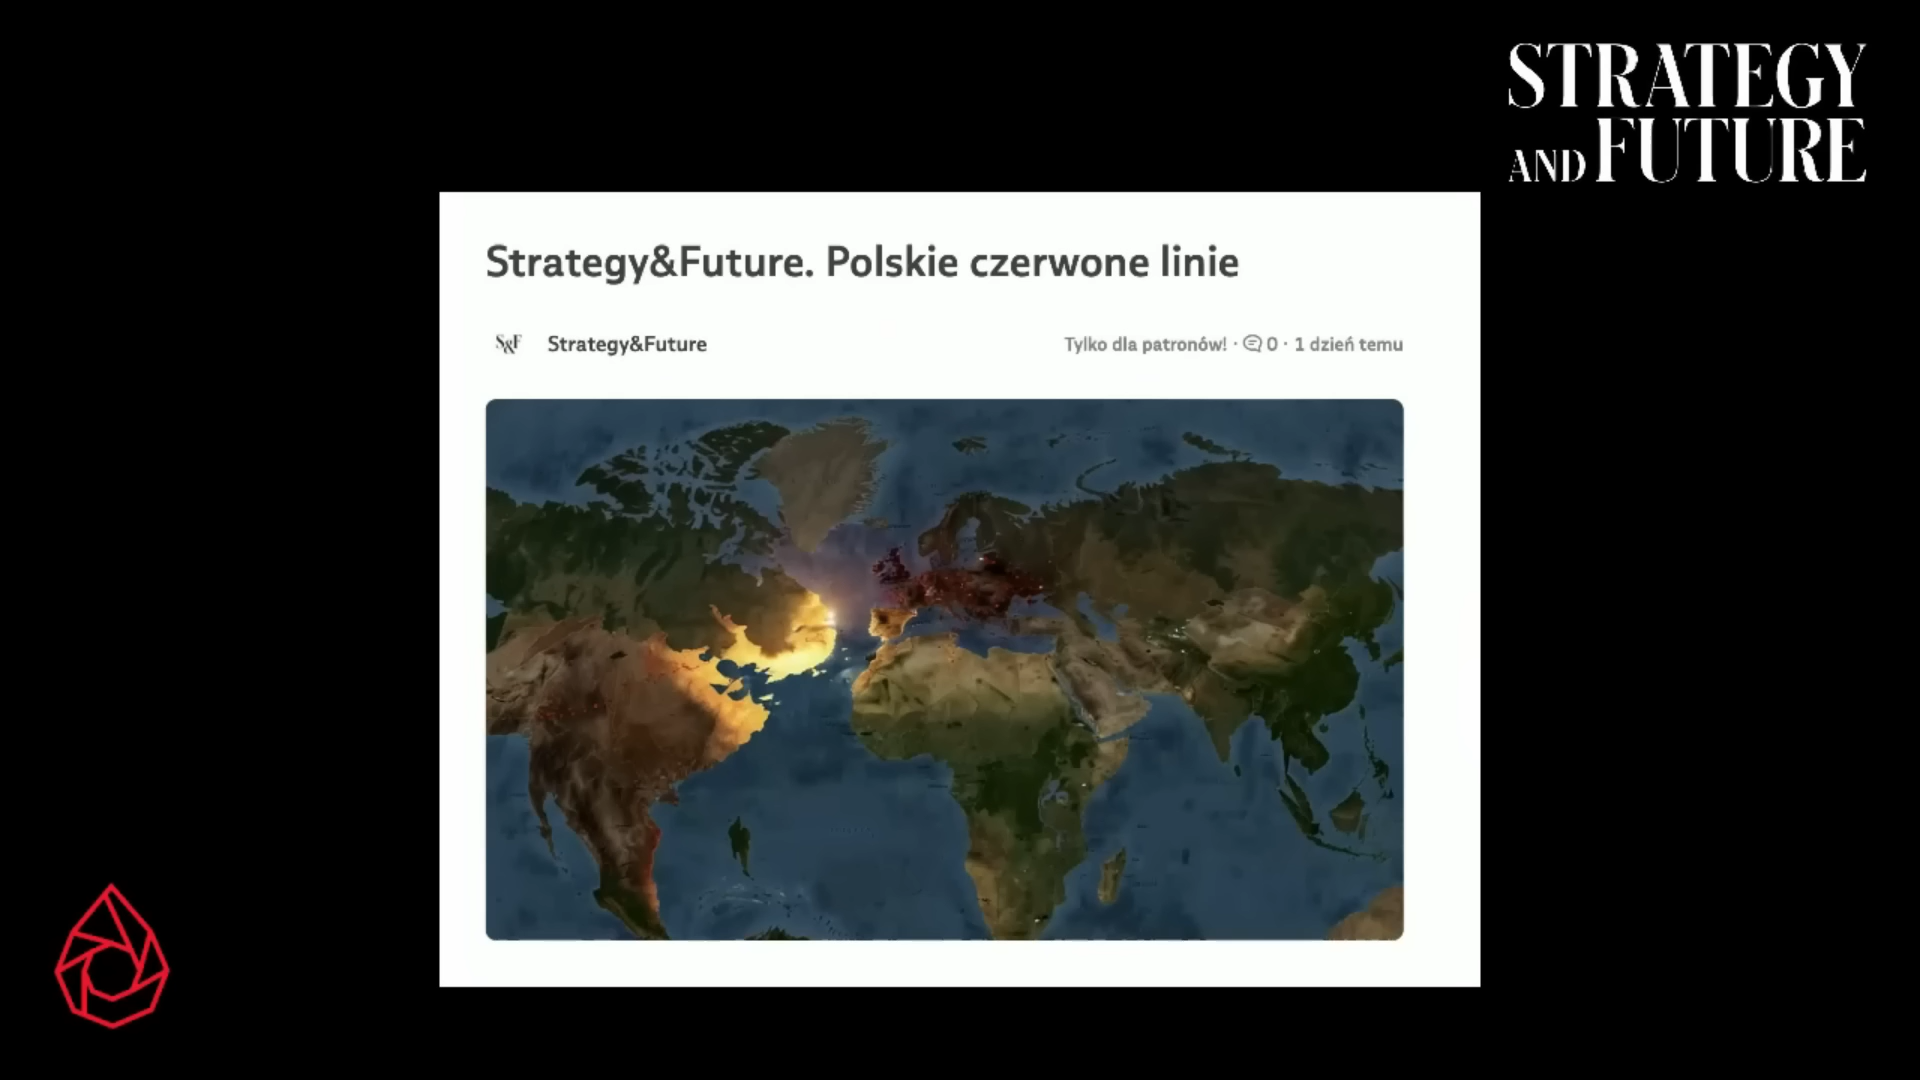 STRATEGY
AND FUTURE
Strategy&Future. Polskie czerwone linie
S&F Strategy&Future
Tylko dla patronów! · 0 · 1 dzień temu